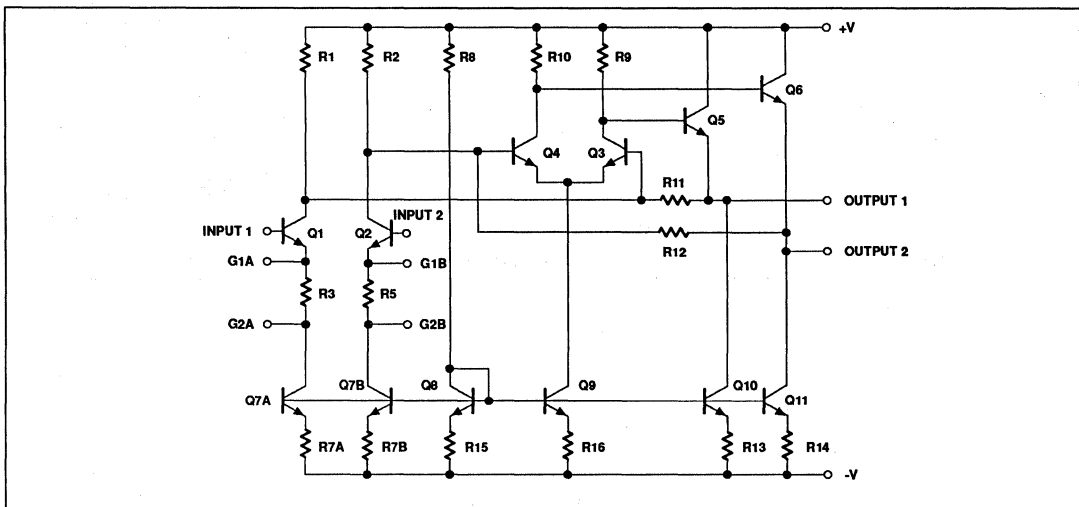 +V
R1
R2
R8
R10
R9
Q6
Q5
Q4
Q3
R11
OUTPUT 1
INPUT 1
Q1
Q2
INPUT 2
R12
OUTPUT 2
G1A
G1B
R3
R5
G2A
G2B
Q7A
Q7B
Q8
Q9
Q10
Q11
R7A
R7B
R15
R16
R13
R14
-V